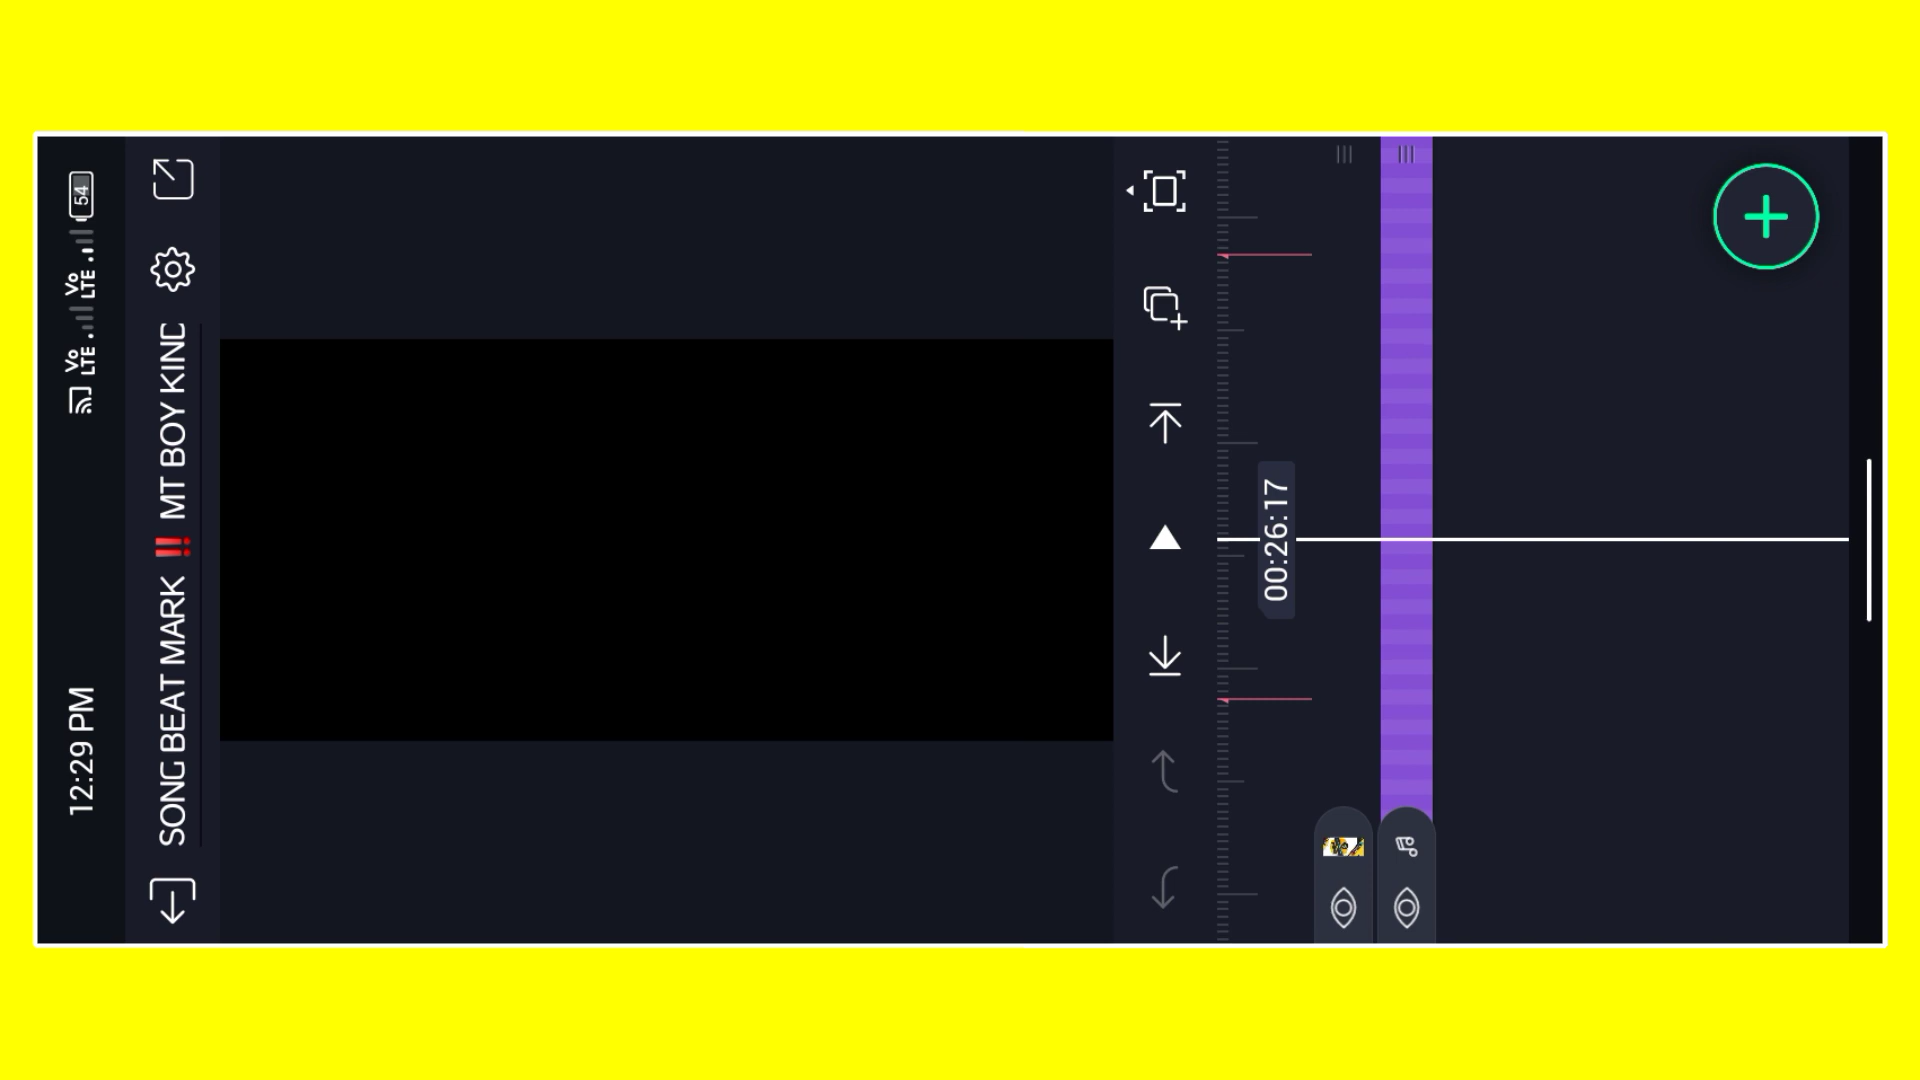 12:29 PM
Vo LTE
Vo LTE
54
SONG BEAT MARK ‼️ MT BOY KING
00:26:17